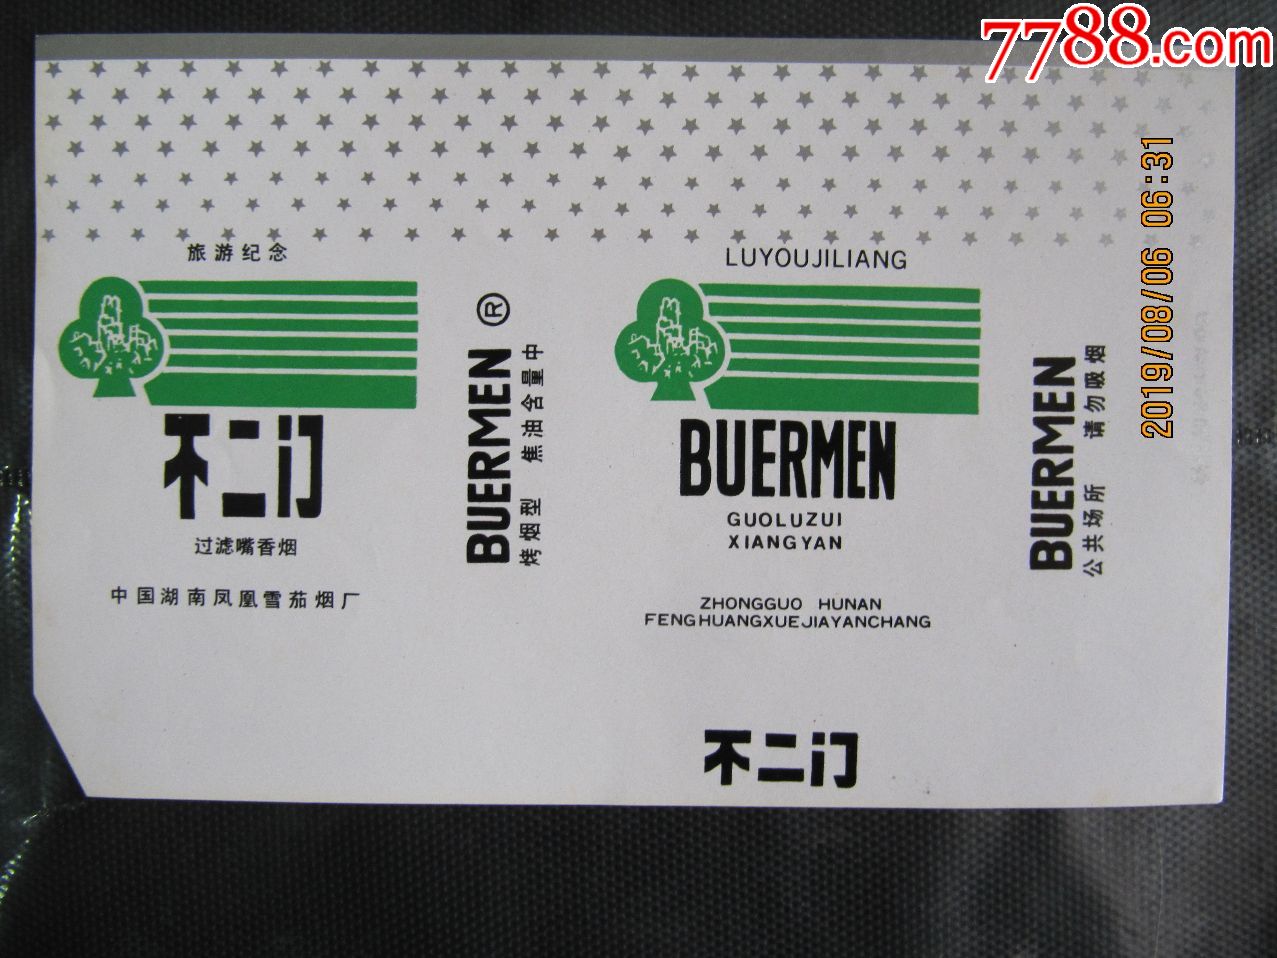 7788.com
旅游纪念
不二门
过滤嘴香烟
中国湖南凤凰雪茄烟厂
BUERMEN ®
烤烟型 焦油含量中
LUYOUJILIANG
BUERMEN
GUOLUZUI
XIANGYAN
ZHONGGUO HUNAN
FENGHUANGXUEJIAYANCHANG
不二门
BUERMEN
公共场所 请勿吸烟
2019/08/06 06:31